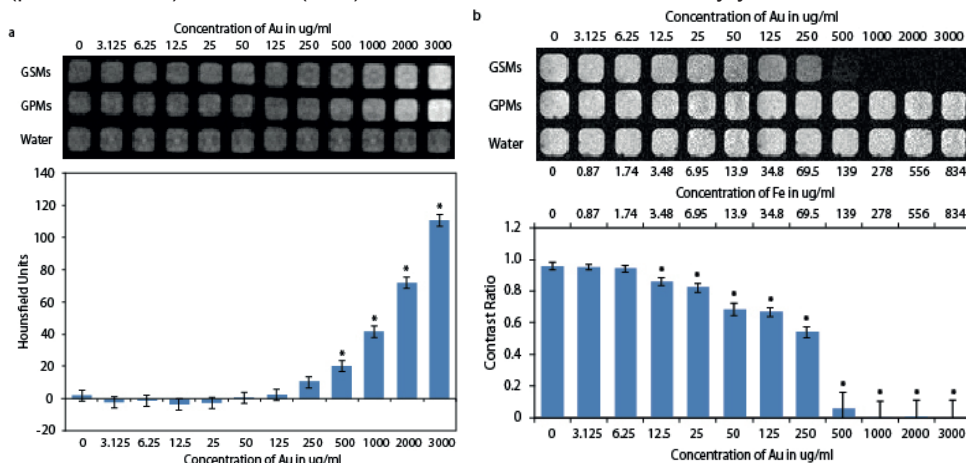 a
Concentration of Au in ug/ml
0 3.125 6.25 12.5 25 50 125 250 500 1000 2000 3000
GSMs
GPMs
Water
140
120
100
80
60
40
20
0
-20
Hounsfield Units
* * * *
0 3.125 6.25 12.5 25 50 125 250 500 1000 2000 3000
Concentration of Au in ug/ml
b
Concentration of Au in ug/ml
0 3.125 6.25 12.5 25 50 125 250 500 1000 2000 3000
GSMs
GPMs
Water
0 0.87 1.74 3.48 6.95 13.9 34.8 69.5 139 278 556 834
Concentration of Fe in ug/ml
0 0.87 1.74 3.48 6.95 13.9 34.8 69.5 139 278 556 834
1.2
1.0
0.8
0.6
0.4
0.2
0
Contrast Ratio
* * * * * * * * *
0 3.125 6.25 12.5 25 50 125 250 500 1000 2000 3000
Concentration of Au in ug/ml